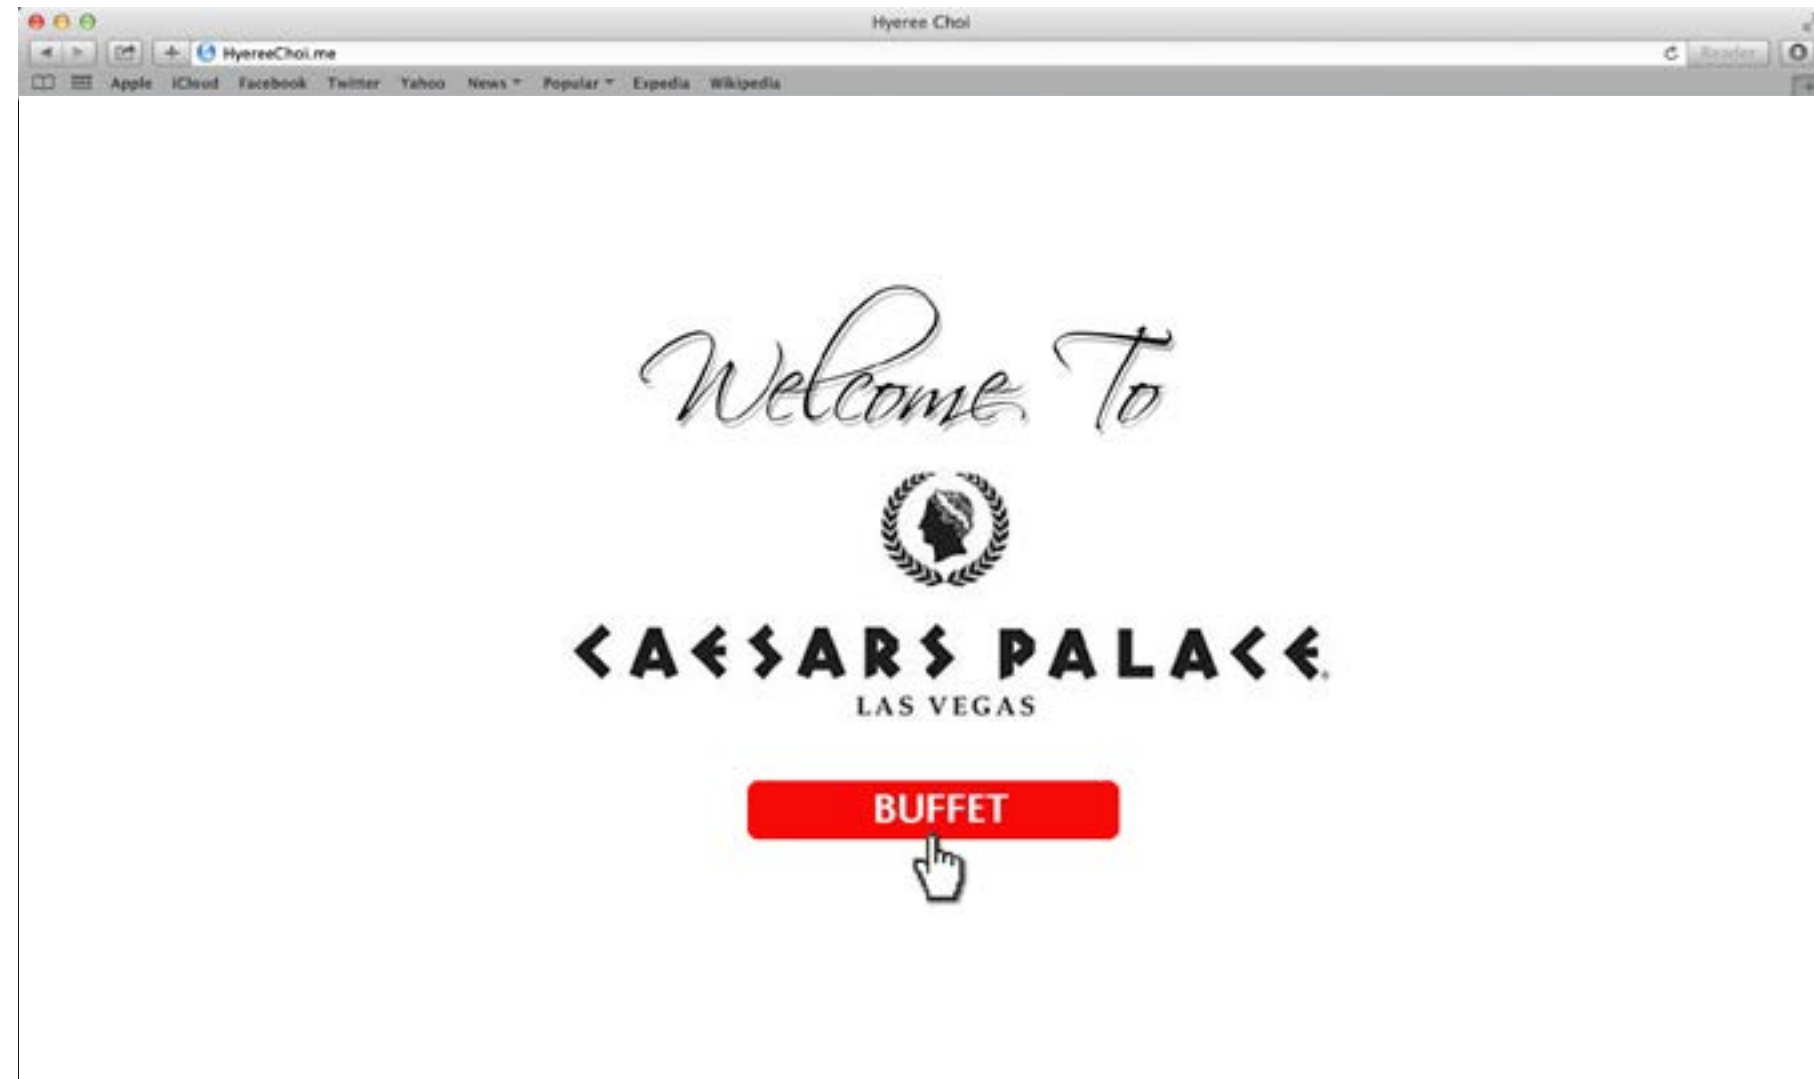 Hyeree Choi
HyereeChoi.me
Reader
Apple iCloud Facebook Twitter Yahoo News Popular Expedia Wikipedia
Welcome To
CAESARS PALACE
LAS VEGAS
BUFFET